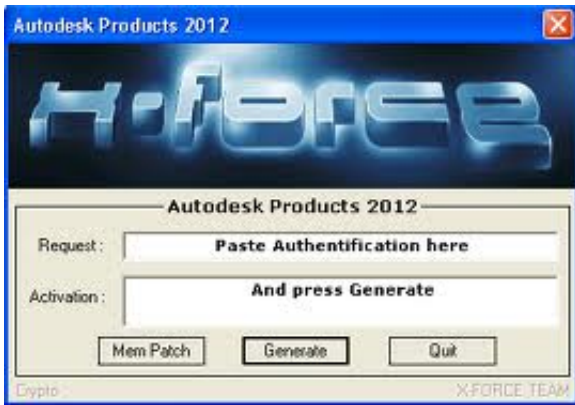 Autodesk Products 2012
x-force
Autodesk Products 2012
Request :
Paste Authentification here
Activation :
And press Generate
Mem Patch
Generate
Quit
Crypto
X-FORCE TEAM